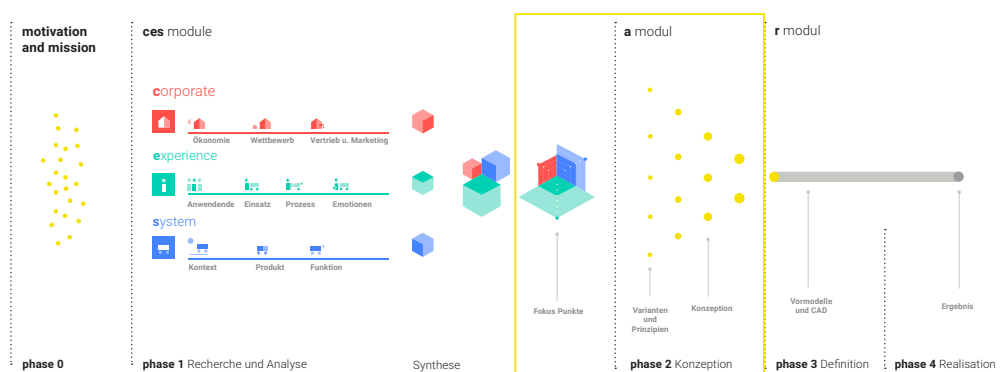 motivation
and mission
ces module
a modul
r modul
corporate
Ökonomie
Wettbewerb
Vertrieb u. Marketing
experience
Anwendende
Einsatz
Prozess
Emotionen
system
Kontext
Produkt
Funktion
Fokus Punkte
Varianten
und
Prinzipien
Konzeption
Vormodelle
und CAD
Ergebnis
phase 0
phase 1 Recherche und Analyse
Synthese
phase 2 Konzeption
phase 3 Definition
phase 4 Realisation